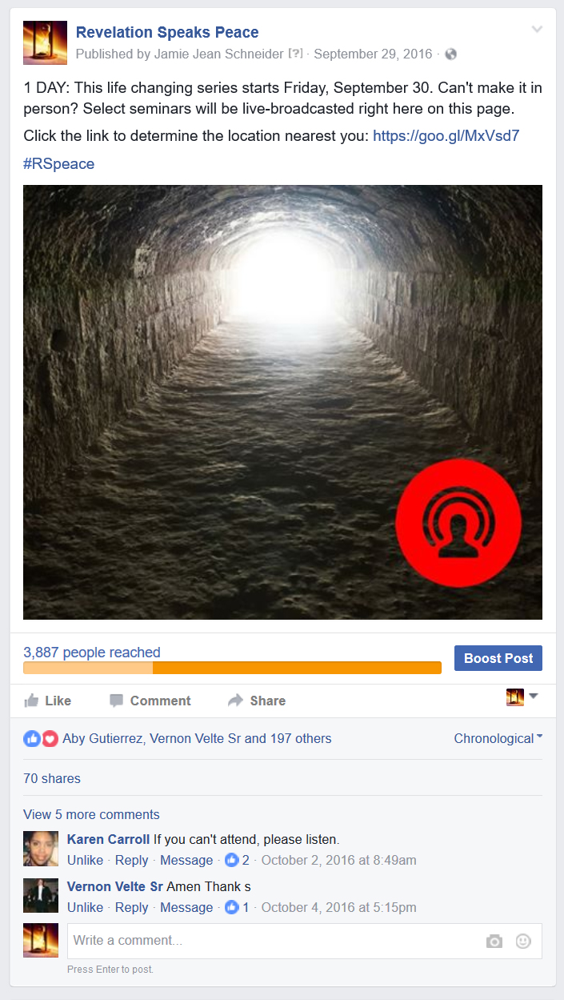 Revelation Speaks Peace
Published by Jamie Jean Schneider [?] · September 29, 2016 ·
1 DAY: This life changing series starts Friday, September 30. Can't make it in
person? Select seminars will be live-broadcasted right here on this page.
Click the link to determine the location nearest you: https://goo.gl/MxVsd7
#RSpeace
3,887 people reached
Boost Post
Like Comment Share
Aby Gutierrez, Vernon Velte Sr and 197 others Chronological
70 shares
View 5 more comments
Karen Carroll If you can't attend, please listen.
Unlike · Reply · Message · 2 · October 2, 2016 at 8:49am
Vernon Velte Sr Amen Thank s
Unlike · Reply · Message · 1 · October 4, 2016 at 5:15pm
Write a comment...
Press Enter to post.